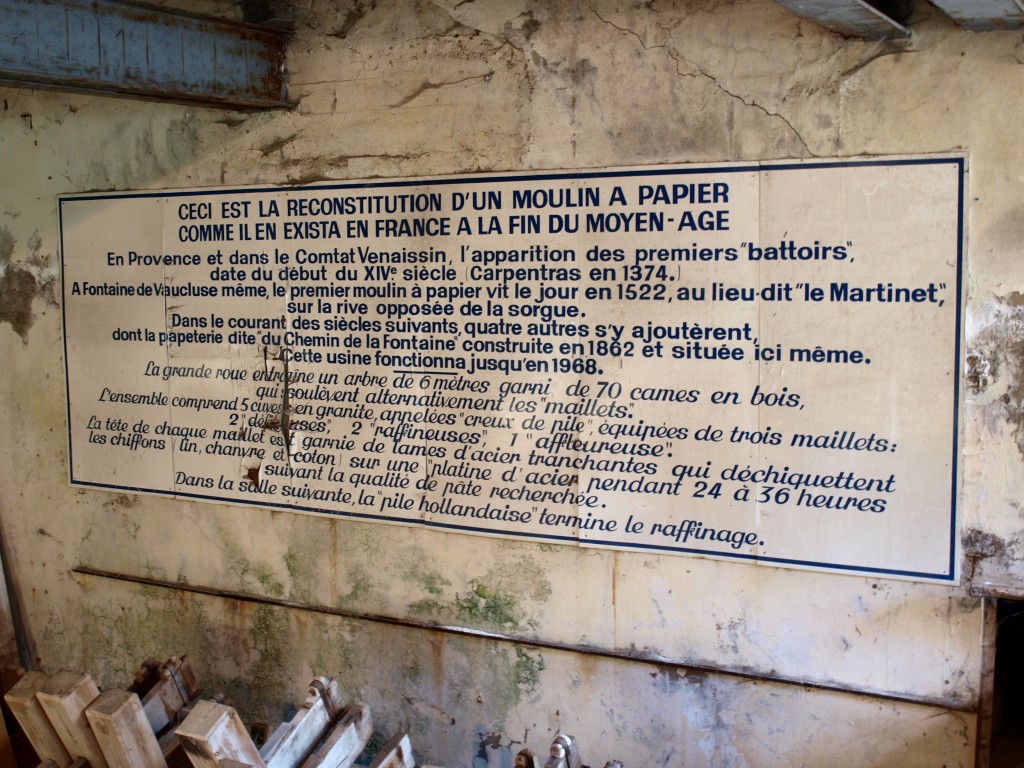 CECI EST LA RECONSTITUTION D'UN MOULIN A PAPIER
COMME IL EN EXISTA EN FRANCE A LA FIN DU MOYEN-AGE
En Provence et dans le Comtat Venaissin, l'apparition des premiers "battoirs",
date du début du XIVe siècle (Carpentras en 1374.)
A Fontaine de Vaucluse même, le premier moulin à papier vit le jour en 1522, au lieu-dit "le Martinet",
sur la rive opposée de la sorgue.
Dans le courant des siècles suivants, quatre autres s'y ajoutèrent,
dont la papeterie dite "du Chemin de la Fontaine" construite en 1862 et située ici même.
Cette usine fonctionna jusqu'en 1968.
La grande roue entraîne un arbre de 6 mètres garni de 70 cames en bois,
qui soulèvent alternativement les "maillets".
L'ensemble comprend 5 cuves en granite, appelées "creux de pile" équipées de trois maillets:
2 "défileuses", 2 "raffineuses", 1 "affleureuse".
La tête de chaque maillet est garnie de lames d'acier tranchantes qui déchiquettent
les chiffons (lin, chanvre et coton) sur une "platine d'acier" pendant 24 à 36 heures
suivant la qualité de pâte recherchée.
Dans la salle suivante, la "pile hollandaise" termine le raffinage.